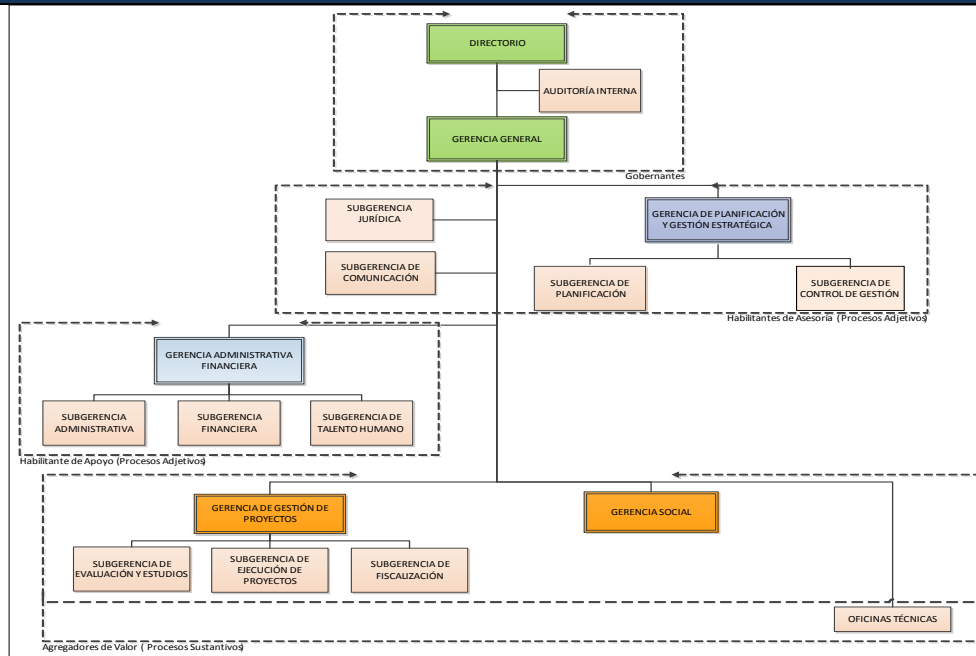 DIRECTORIO
AUDITORÍA INTERNA
GERENCIA GENERAL
Gobernantes
SUBGERENCIA
JURÍDICA
GERENCIA DE PLANIFICACIÓN
Y GESTIÓN ESTRATÉGICA
SUBGERENCIA DE
COMUNICACIÓN
SUBGERENCIA DE
PLANIFICACIÓN
SUBGERENCIA DE
CONTROL DE GESTIÓN
Habilitantes de Asesoría (Procesos Adjetivos)
GERENCIA ADMINISTRATIVA
FINANCIERA
SUBGERENCIA
ADMINISTRATIVA
SUBGERENCIA
FINANCIERA
SUBGERENCIA DE
TALENTO HUMANO
Habilitante de Apoyo (Procesos Adjetivos)
GERENCIA DE GESTIÓN DE
PROYECTOS
GERENCIA SOCIAL
SUBGERENCIA DE
EVALUACIÓN Y ESTUDIOS
SUBGERENCIA DE
EJECUCIÓN DE
PROYECTOS
SUBGERENCIA DE
FISCALIZACIÓN
OFICINAS TÉCNICAS
Agregadores de Valor ( Procesos Sustantivos)